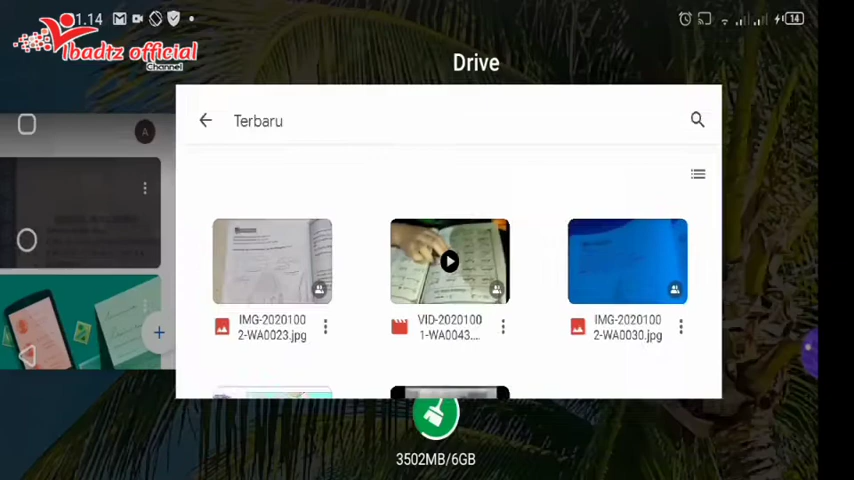 1.14
14
Ibadtz official
Channel
Drive
Terbaru
A
IMG-2020100
2-WA0023.jpg
VID-2020100
1-WA0043....
IMG-2020100
2-WA0030.jpg
3502MB/6GB